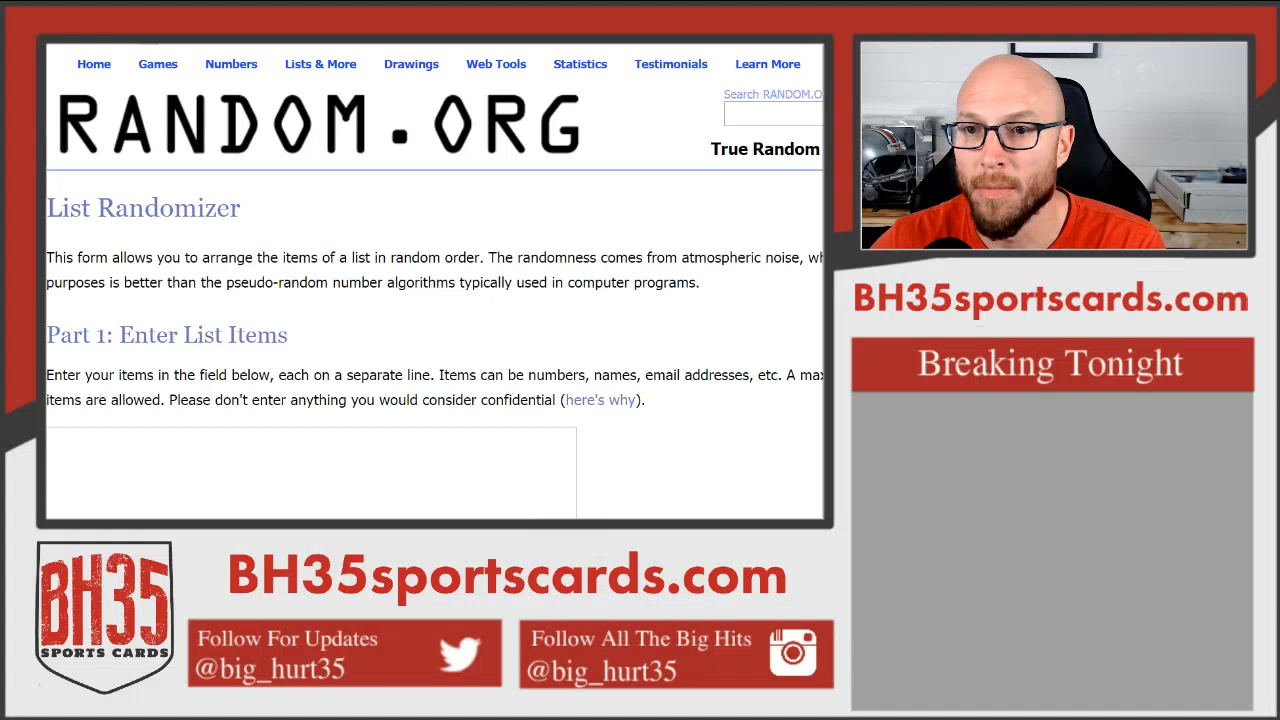 Home Games Numbers Lists & More Drawings Web Tools Statistics Testimonials Learn More
RANDOM.ORG
Search RANDOM.O
True Random
List Randomizer
This form allows you to arrange the items of a list in random order. The randomness comes from atmospheric noise, wh
purposes is better than the pseudo-random number algorithms typically used in computer programs.
Part 1: Enter List Items
Enter your items in the field below, each on a separate line. Items can be numbers, names, email addresses, etc. A max
items are allowed. Please don't enter anything you would consider confidential (here's why).
BH35sportscards.com
Breaking Tonight
BH35
SPORTS CARDS
BH35sportscards.com
Follow For Updates
@big_hurt35
Follow All The Big Hits
@big_hurt35